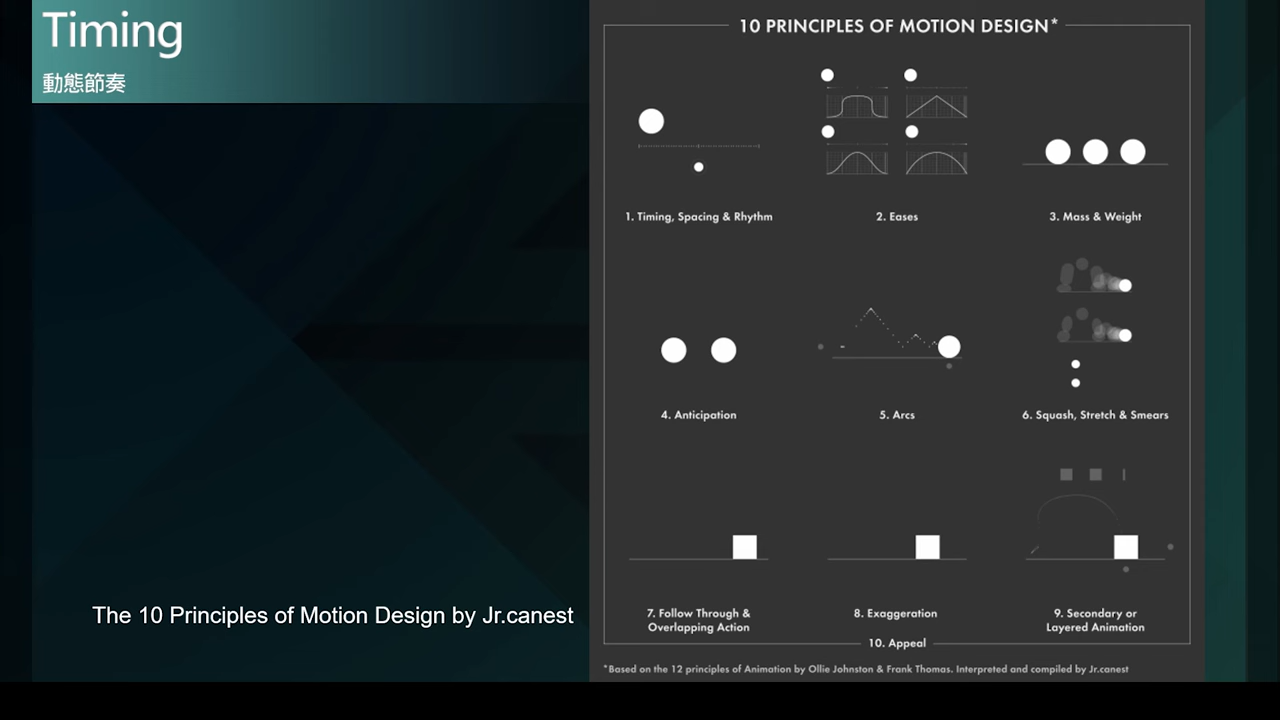 Timing
動態節奏
The 10 Principles of Motion Design by Jr.canest
10 PRINCIPLES OF MOTION DESIGN*
1. Timing, Spacing & Rhythm
2. Eases
3. Mass & Weight
4. Anticipation
5. Arcs
6. Squash, Stretch & Smears
7. Follow Through &
Overlapping Action
8. Exaggeration
9. Secondary or
Layered Animation
10. Appeal
*Based on the 12 principles of Animation by Ollie Johnston & Frank Thomas. Interpreted and compiled by Jr.canest